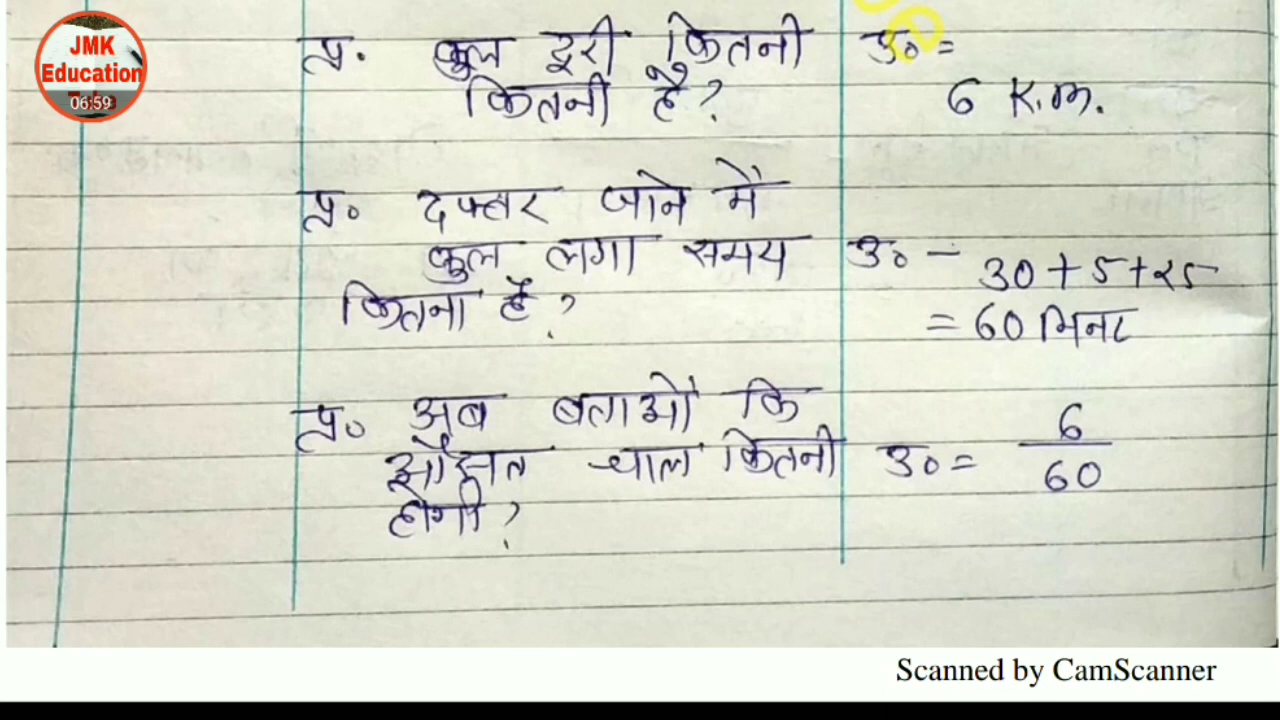 JMK
Education
06:59
प्र. कुल दूरी कितनी उ०=
कितनी है? 6 K.m.
प्र० दफ्तर जाने मे
कुल लगा समय उ० - 30 + 5 + 25
कितना है? = 60 मिनट
प्र० अब बताओ कि
औसत चाल कितनी उ० = 6/60
होगी?
Scanned by CamScanner